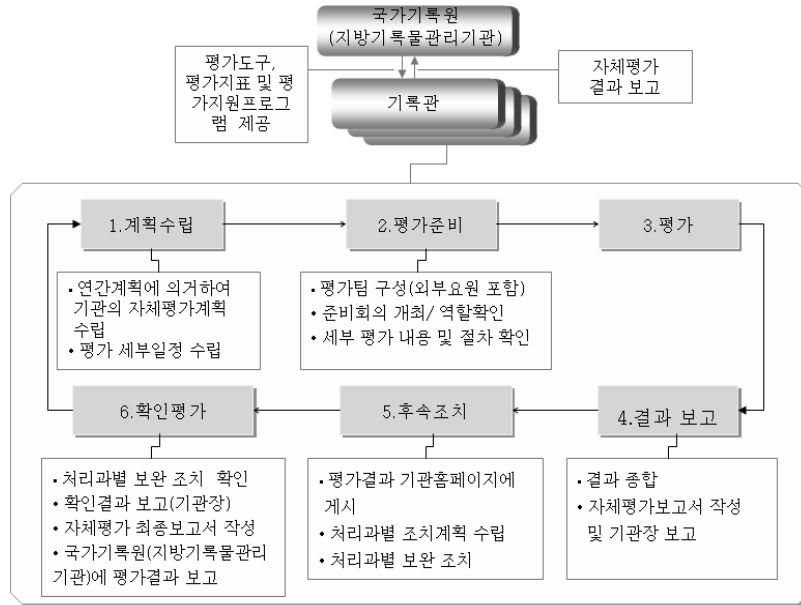 국가기록원
(지방기록물관리기관)
평가도구,
평가지표 및 평
가지원프로그
램 제공
자체평가
결과 보고
기록관
1.계획수립
2.평가준비
3.평가
• 연간계획에 의거하여
기관의 자체평가계획
수립
• 평가 세부일정 수립
• 평가팀 구성(외부요원 포함)
• 준비회의 개최/ 역할확인
• 세부 평가 내용 및 절차 확인
6.확인평가
5.후속조치
4.결과 보고
• 처리과별 보완 조치 확인
• 확인결과 보고(기관장)
• 자체평가 최종보고서 작성
• 국가기록원(지방기록물관리
기관)에 평가결과 보고
• 평가결과 기관홈페이지에
게시
• 처리과별 조치계획 수립
• 처리과별 보완 조치
• 결과 종합
• 자체평가보고서 작성
및 기관장 보고